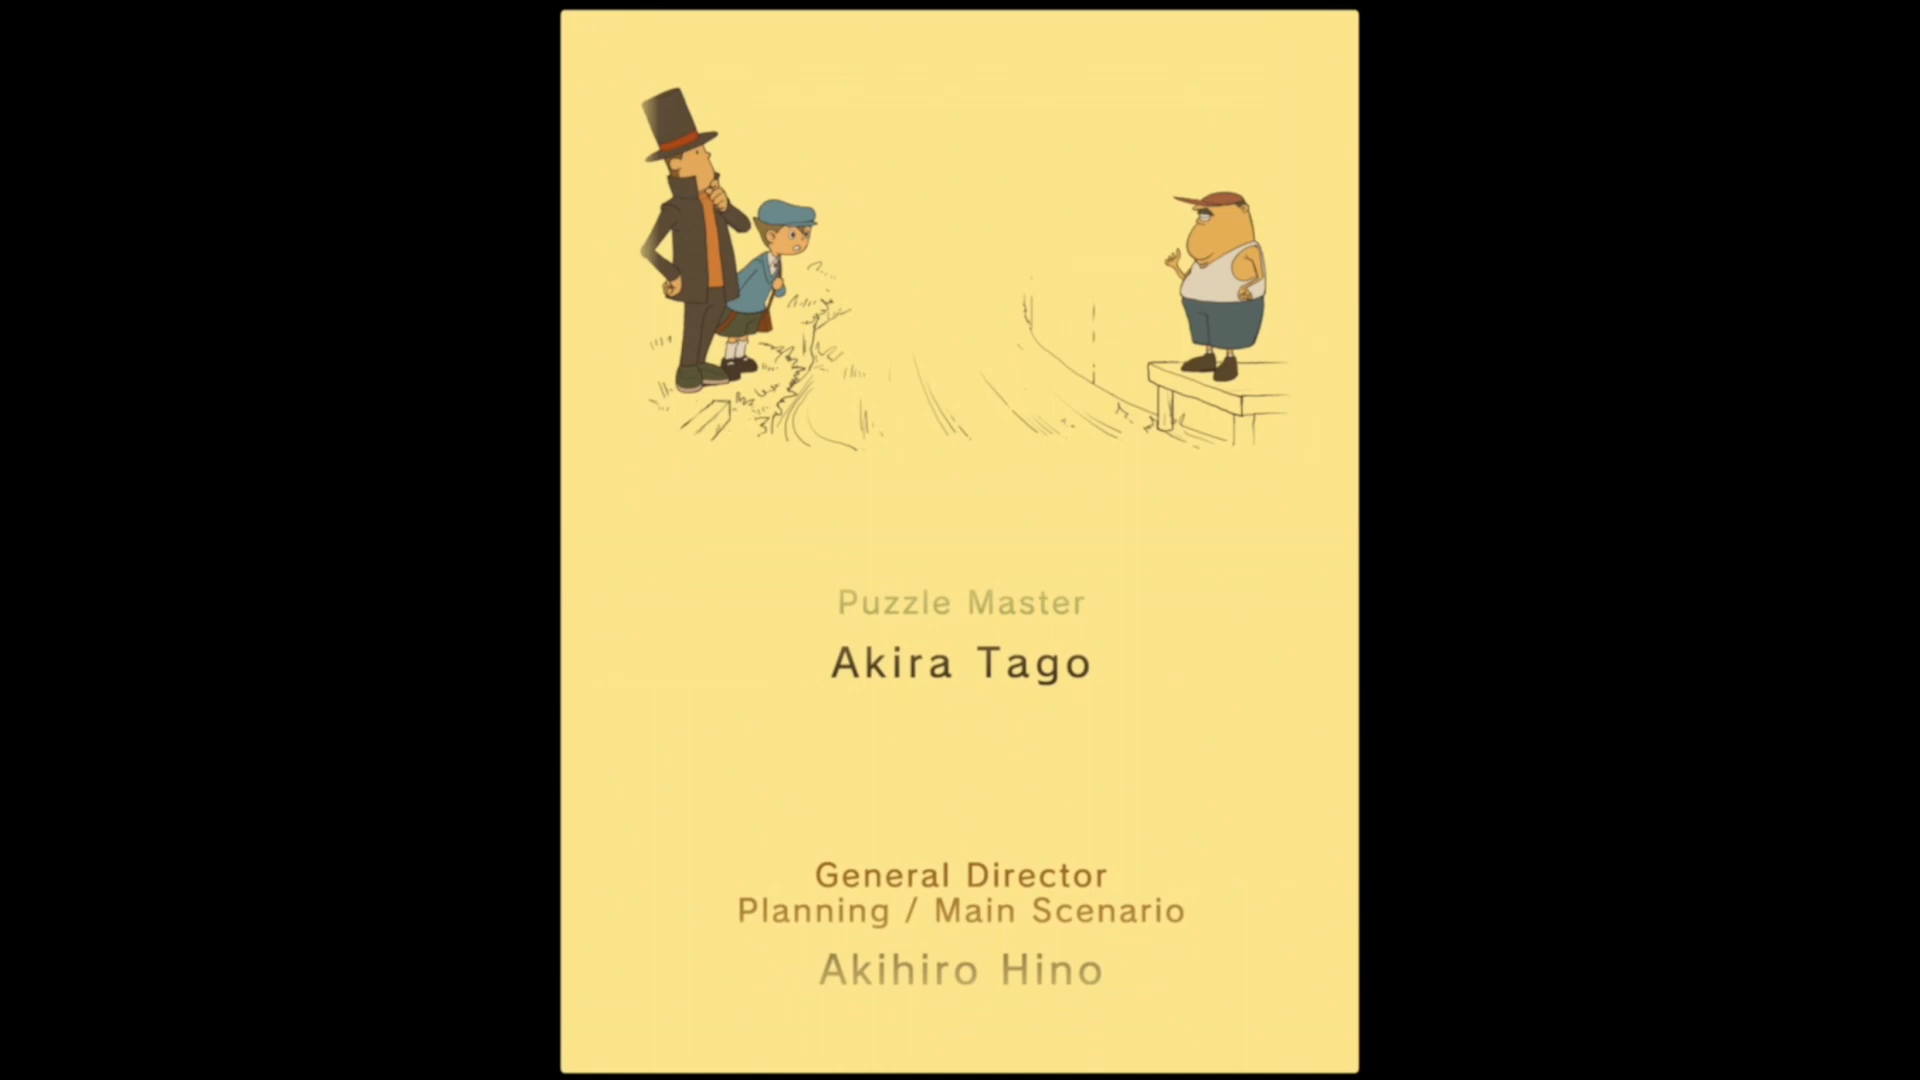 Puzzle Master
Akira Tago
General Director
Planning / Main Scenario
Akihiro Hino